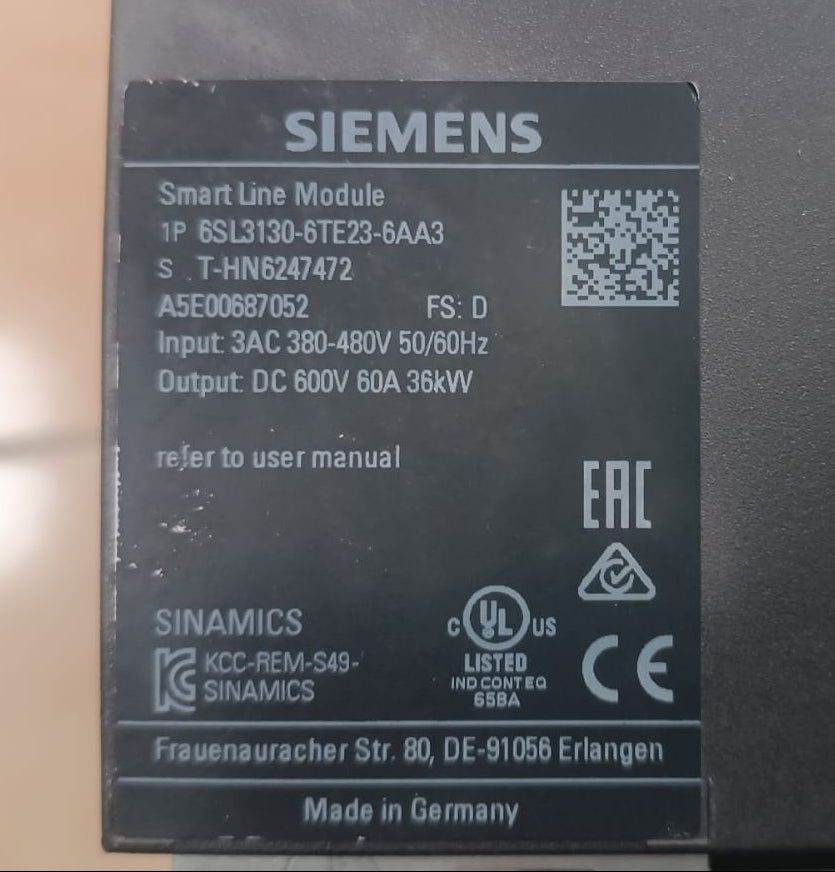 SIEMENS
Smart Line Module
1P 6SL3130-6TE23-6AA3
S T-HN6247472
A5E00687052 FS: D
Input: 3AC 380-480V 50/60Hz
Output: DC 600V 60A 36kW
refer to user manual
EAC
SINAMICS
KCC-REM-S49-
SINAMICS
C UL US
LISTED
IND CONT EQ
65BA
CE
Frauenauracher Str. 80, DE-91056 Erlangen
Made in Germany